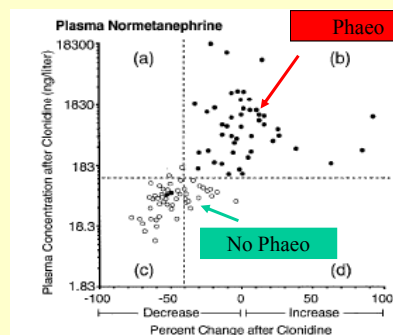 Plasma Normetanephrine
Phaeo
18300
(a)
(b)
1830
183
18.3
No Phaeo
(c)
(d)
1.83
-100
-50
0
50
100
Decrease
Increase
Percent Change after Clonidine
Plasma Concentration after Clonidine (ng/liter)